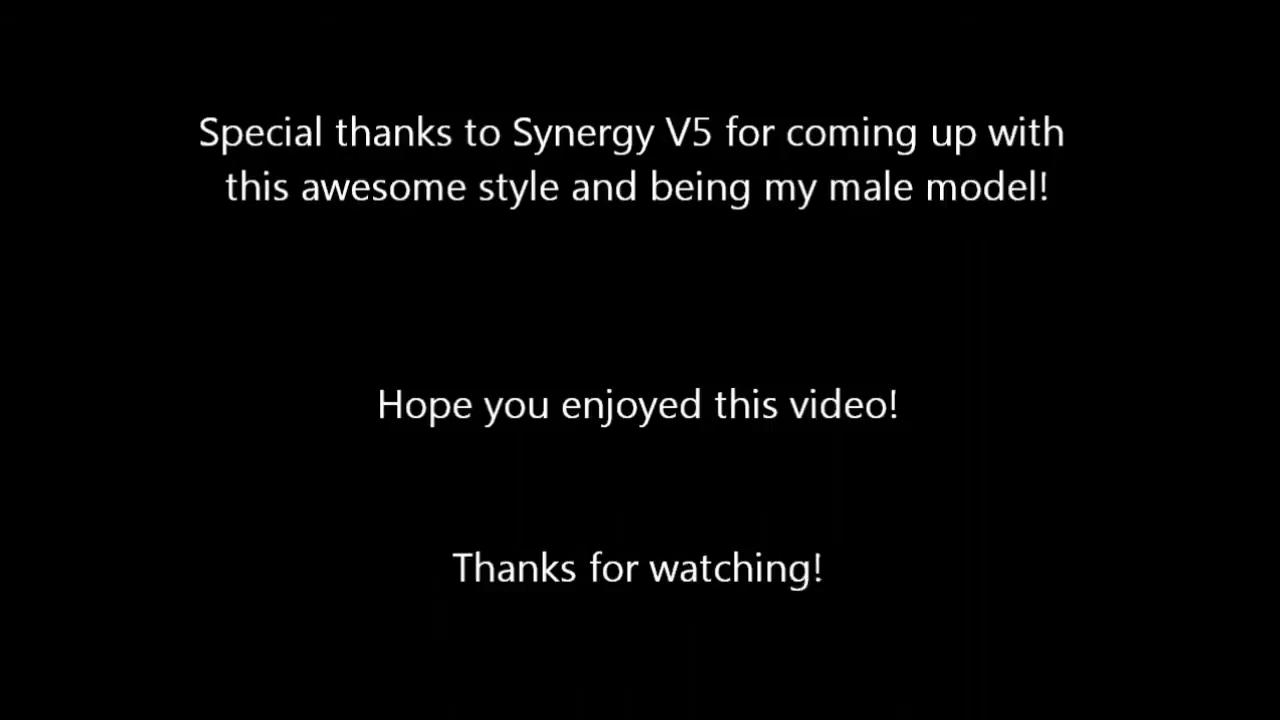 Special thanks to Synergy V5 for coming up with
this awesome style and being my male model!
Hope you enjoyed this video!
Thanks for watching!